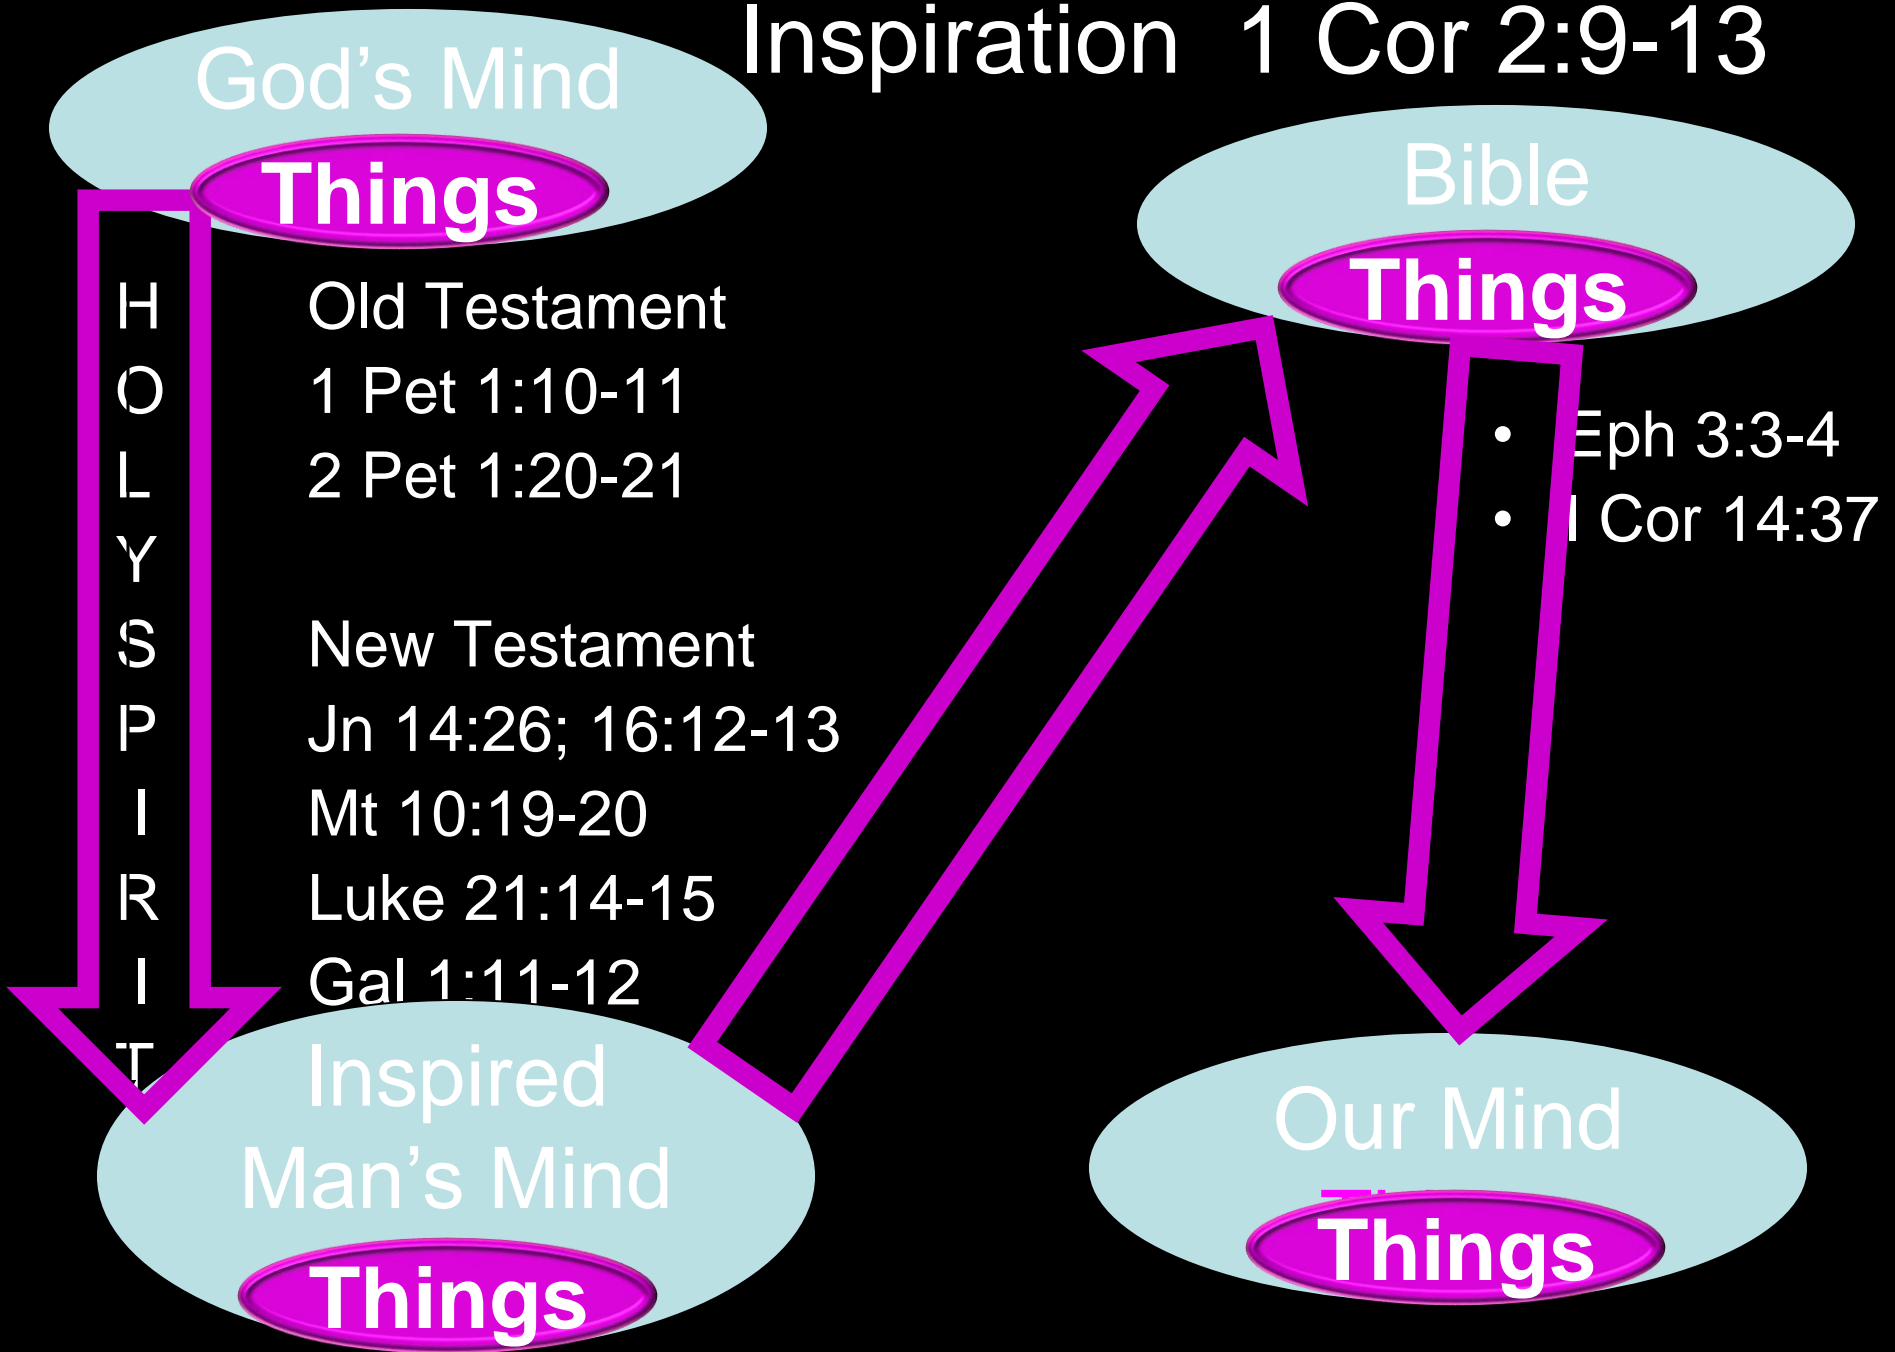 Inspiration 1 Cor 2:9-13
God’s Mind
Things
H
O
L
Y
S
P
I
R
I
T
Old Testament
1 Pet 1:10-11
2 Pet 1:20-21
New Testament
Jn 14:26; 16:12-13
Mt 10:19-20
Luke 21:14-15
Gal 1:11-12
Inspired
Man’s Mind
Things
Bible
Things
• Eph 3:3-4
• I Cor 14:37
Our Mind
Things